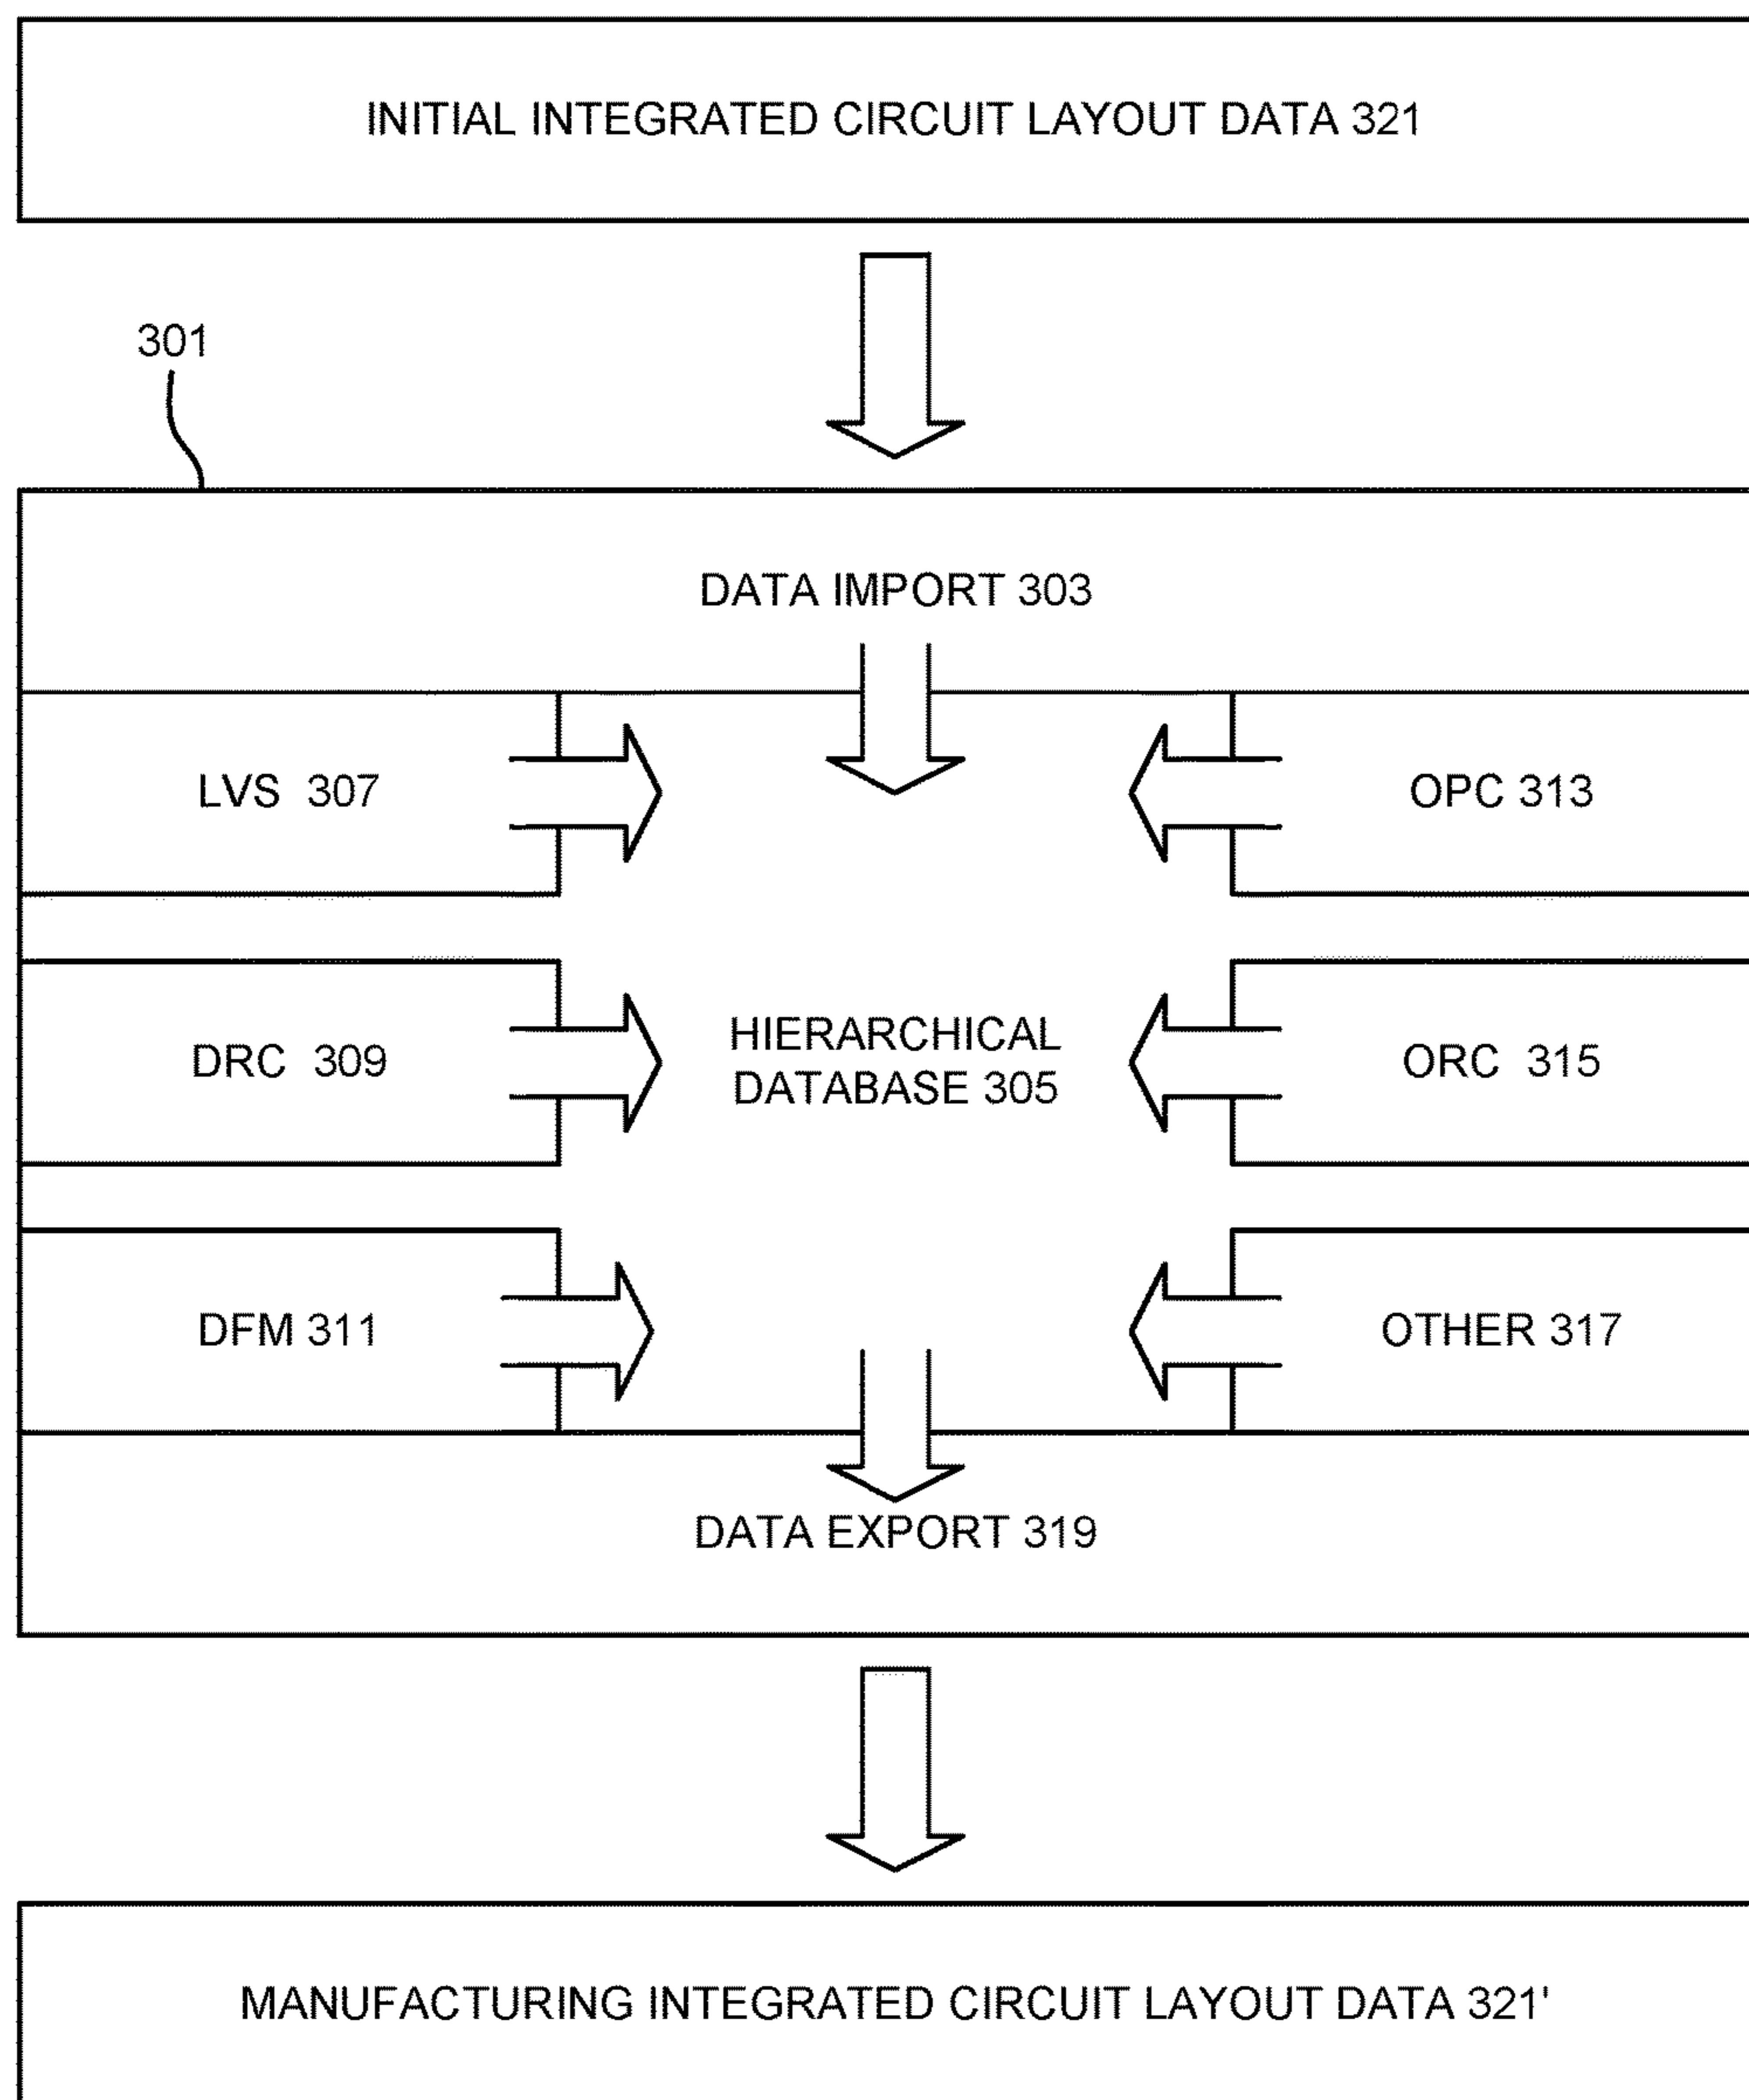 INITIAL INTEGRATED CIRCUIT LAYOUT DATA 321
301
DATA IMPORT 303
LVS 307
OPC 313
HIERARCHICAL
DATABASE 305
DRC 309
ORC 315
DFM 311
OTHER 317
DATA EXPORT 319
MANUFACTURING INTEGRATED CIRCUIT LAYOUT DATA 321'